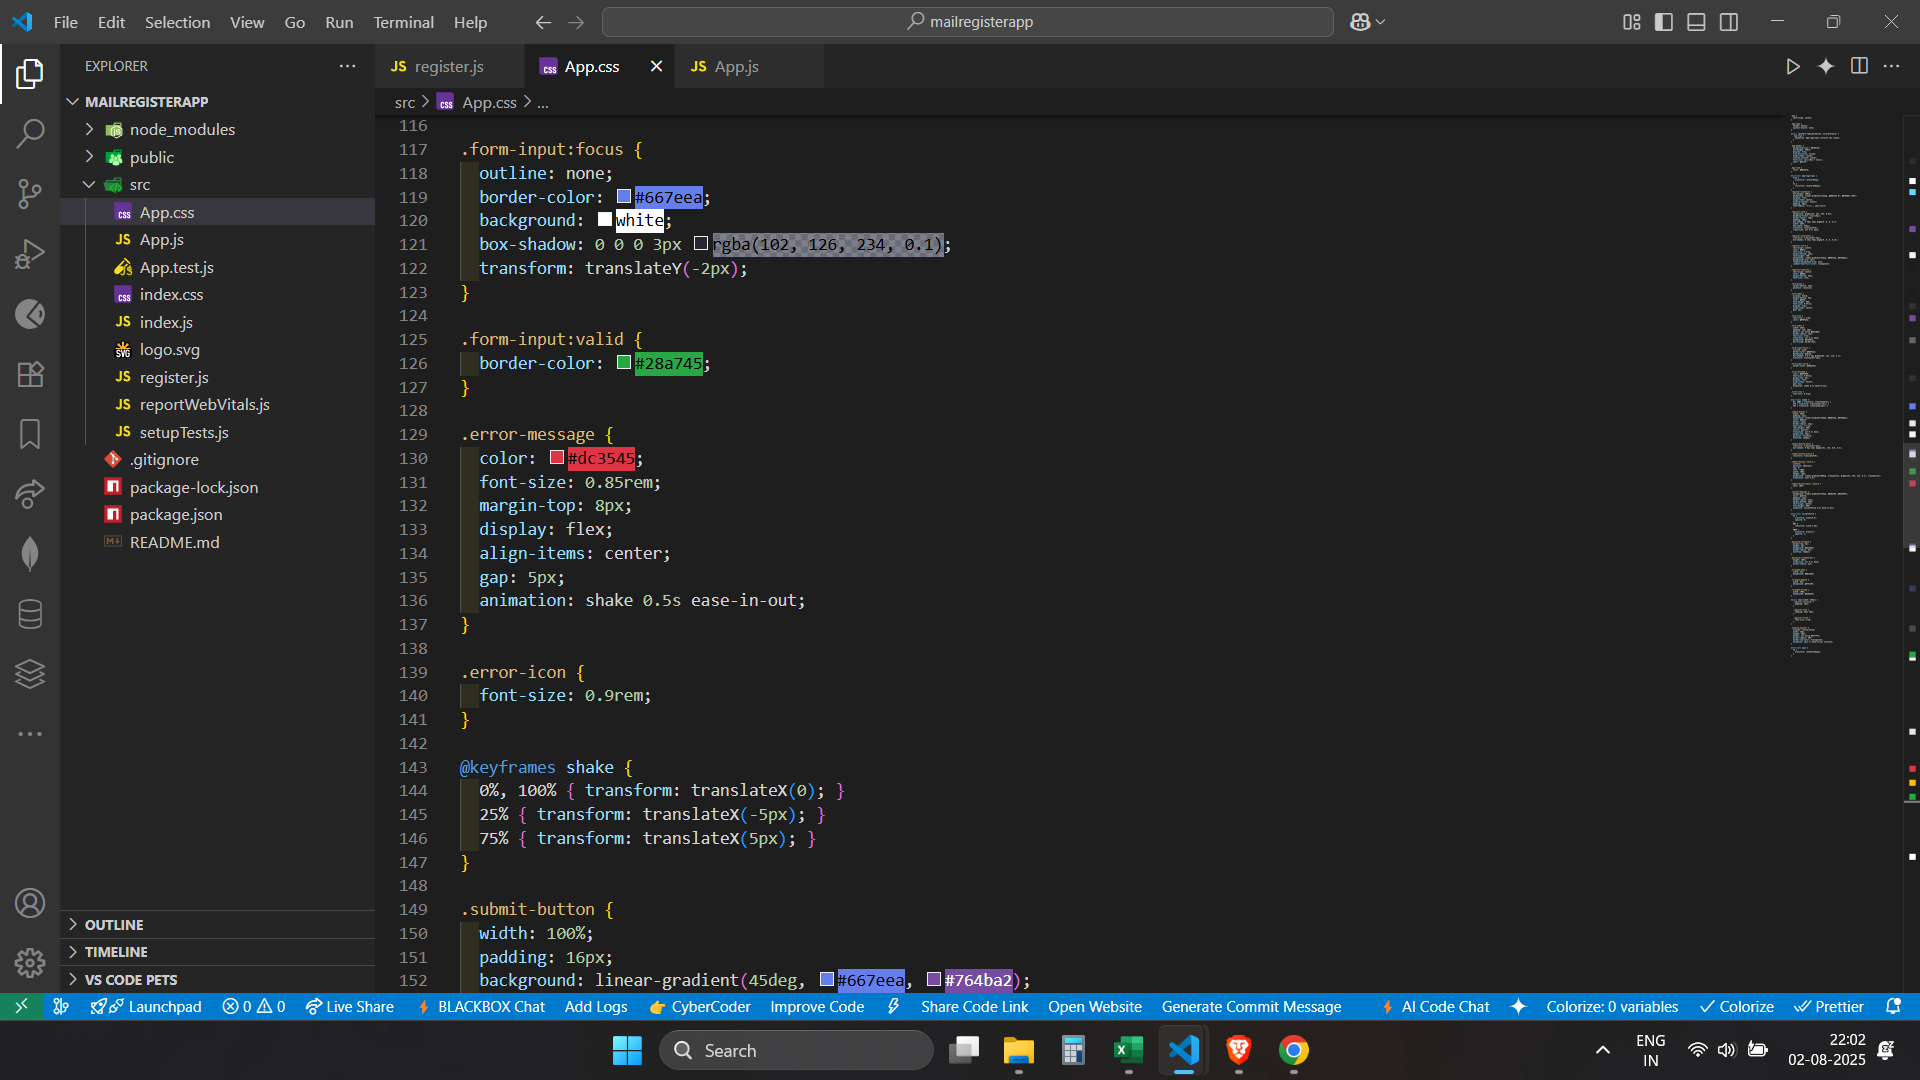 File Edit Selection View Go Run Terminal Help
mailregisterapp
EXPLORER
MAILREGISTERAPP
node_modules
public
src
App.css
App.js
App.test.js
index.css
index.js
logo.svg
register.js
reportWebVitals.js
setupTests.js
.gitignore
package-lock.json
package.json
README.md
OUTLINE
TIMELINE
VS CODE PETS
JS register.js
App.css
JS App.js
src > App.css > ...
116
117 .form-input:focus {
118 outline: none;
119 border-color: #667eea;
120 background: white;
121 box-shadow: 0 0 0 3px rgba(102, 126, 234, 0.1);
122 transform: translateY(-2px);
123 }
124
125 .form-input:valid {
126 border-color: #28a745;
127 }
128
129 .error-message {
130 color: #dc3545;
131 font-size: 0.85rem;
132 margin-top: 8px;
133 display: flex;
134 align-items: center;
135 gap: 5px;
136 animation: shake 0.5s ease-in-out;
137 }
138
139 .error-icon {
140 font-size: 0.9rem;
141 }
142
143 @keyframes shake {
144 0%, 100% { transform: translateX(0); }
145 25% { transform: translateX(-5px); }
146 75% { transform: translateX(5px); }
147 }
148
149 .submit-button {
150 width: 100%;
151 padding: 16px;
152 background: linear-gradient(45deg, #667eea, #764ba2);
Launchpad 0 0 Live Share BLACKBOX Chat Add Logs CyberCoder Improve Code Share Code Link Open Website Generate Commit Message AI Code Chat Colorize: 0 variables Colorize Prettier
Search
ENG
IN
22:02
02-08-2025